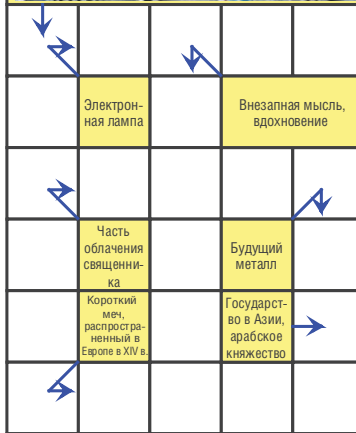 Электрон-
ная лампа
Внезапная мысль,
вдохновение
Часть
облачения
священни-
ка
Будущий
металл
Короткий
меч,
распростра-
ненный в
Европе в XIV в.
Государст-
во в Азии,
арабское
княжество